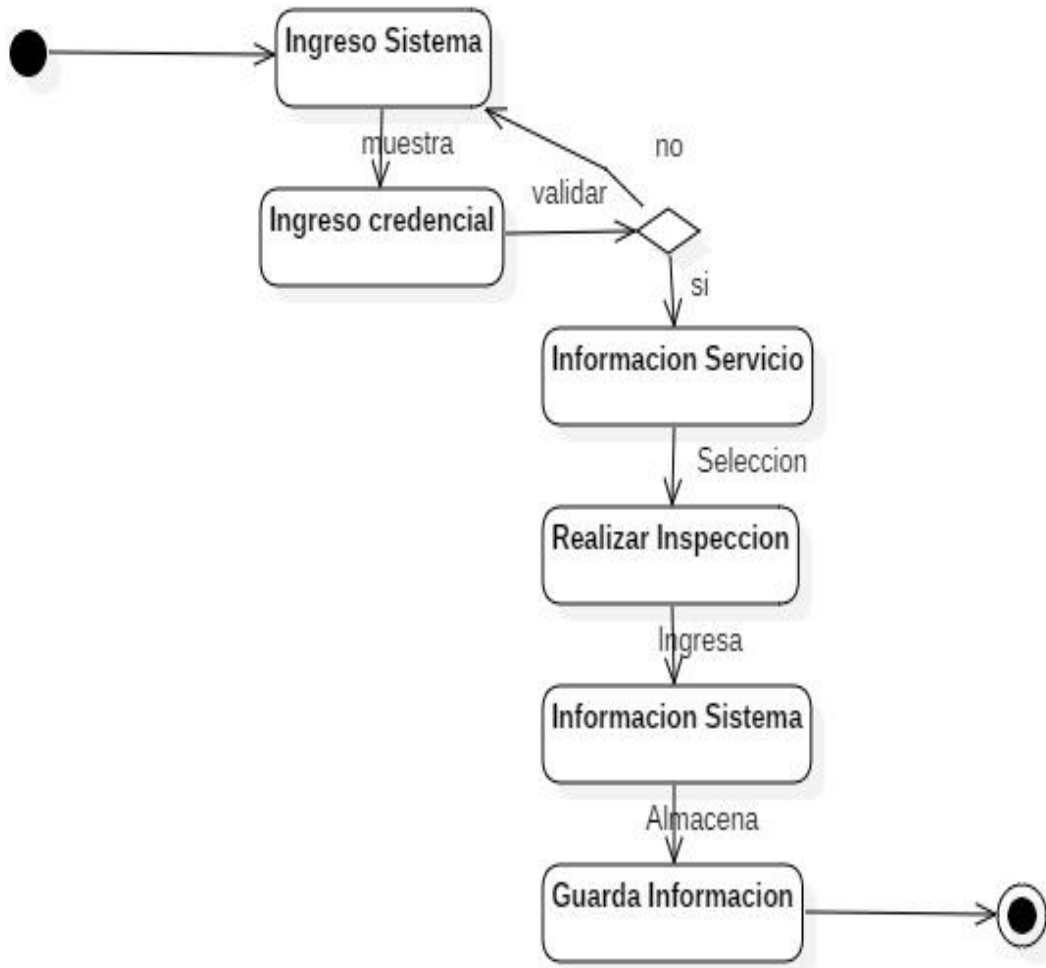 Ingreso Sistema
muestra
no
validar
Ingreso credencial
si
Informacion Servicio
Seleccion
Realizar Inspeccion
Ingresa
Informacion Sistema
Almacena
Guarda Informacion